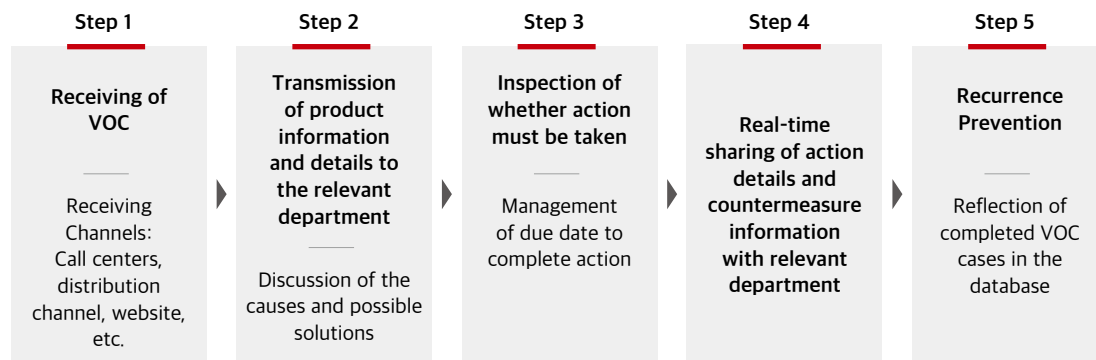 Step 1
Receiving of
VOC
Receiving
Channels:
Call centers,
distribution
channel, website,
etc.
Step 2
Transmission
of product
information
and details to
the relevant
department
Discussion of the
causes and possible
solutions
Step 3
Inspection of
whether action
must be taken
Management
of due date to
complete action
Step 4
Real-time
sharing of action
details and
countermeasure
information
with relevant
department
Step 5
Recurrence
Prevention
Reflection of
completed VOC
cases in the
database